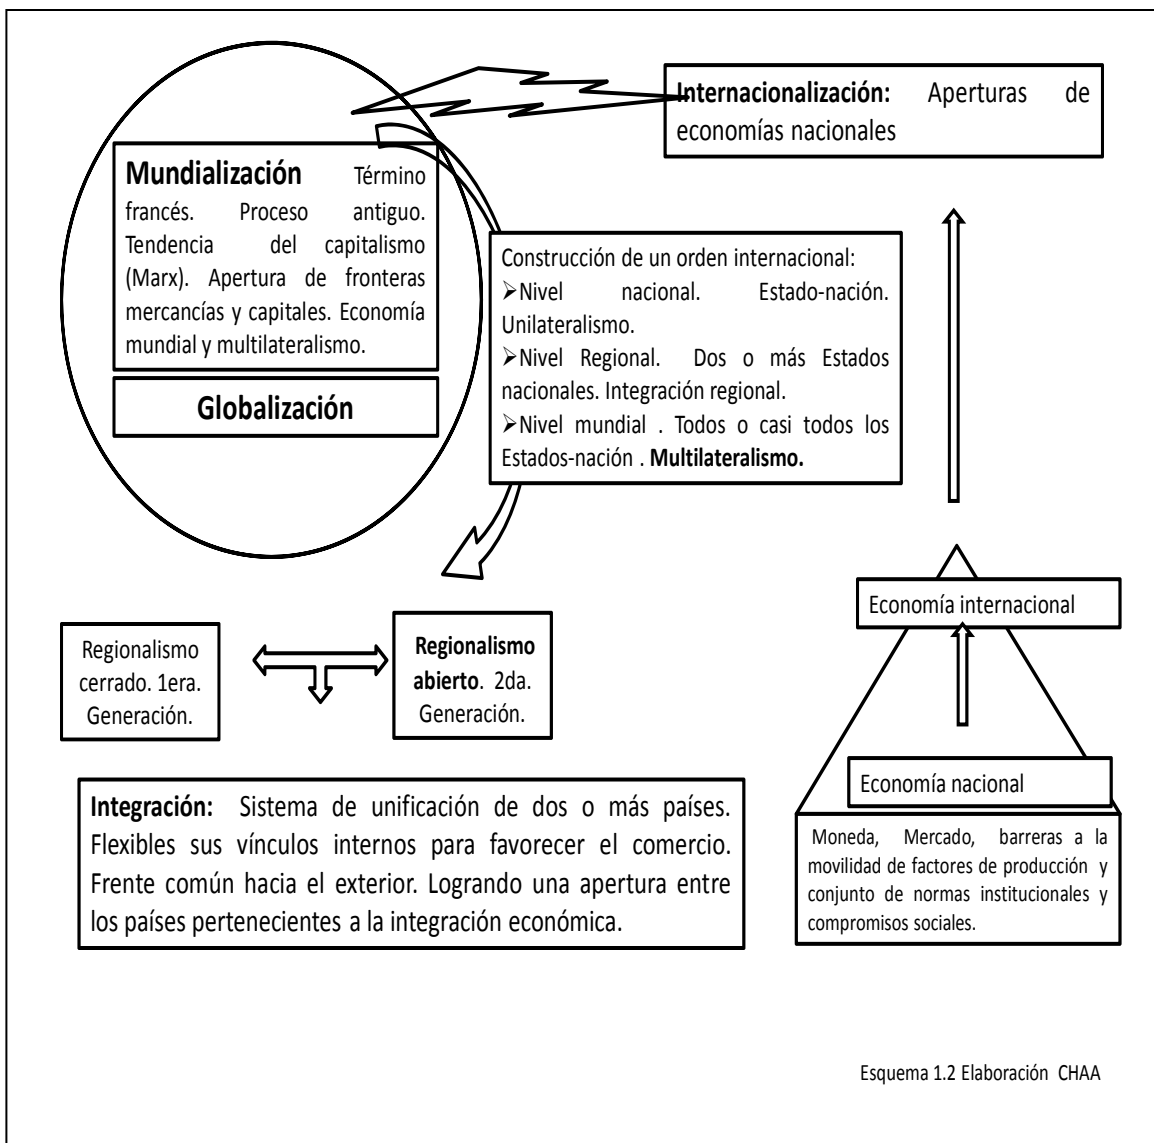 Internacionalización: Aperturas de
economías nacionales
Mundialización Término
francés. Proceso antiguo.
Tendencia del capitalismo
(Marx). Apertura de fronteras
mercancías y capitales. Economía
mundial y multilateralismo.
Globalización
Construcción de un orden internacional:
➢Nivel nacional. Estado-nación.
Unilateralismo.
➢Nivel Regional. Dos o más Estados
nacionales. Integración regional.
➢Nivel mundial . Todos o casi todos los
Estados-nación . Multilateralismo.
Regionalismo
cerrado. 1era.
Generación.
Regionalismo
abierto. 2da.
Generación.
Economía internacional
Economía nacional
Moneda, Mercado, barreras a la
movilidad de factores de producción y
conjunto de normas institucionales y
compromisos sociales.
Integración: Sistema de unificación de dos o más países.
Flexibles sus vínculos internos para favorecer el comercio.
Frente común hacia el exterior. Logrando una apertura entre
los países pertenecientes a la integración económica.
Esquema 1.2 Elaboración CHAA